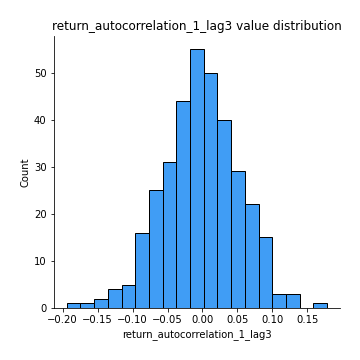 return_autocorrelation_1_lag3 value distribution
50
40
30
20
10
0
Count
−0.20 −0.15 −0.10 −0.05 0.00 0.05 0.10 0.15
return_autocorrelation_1_lag3